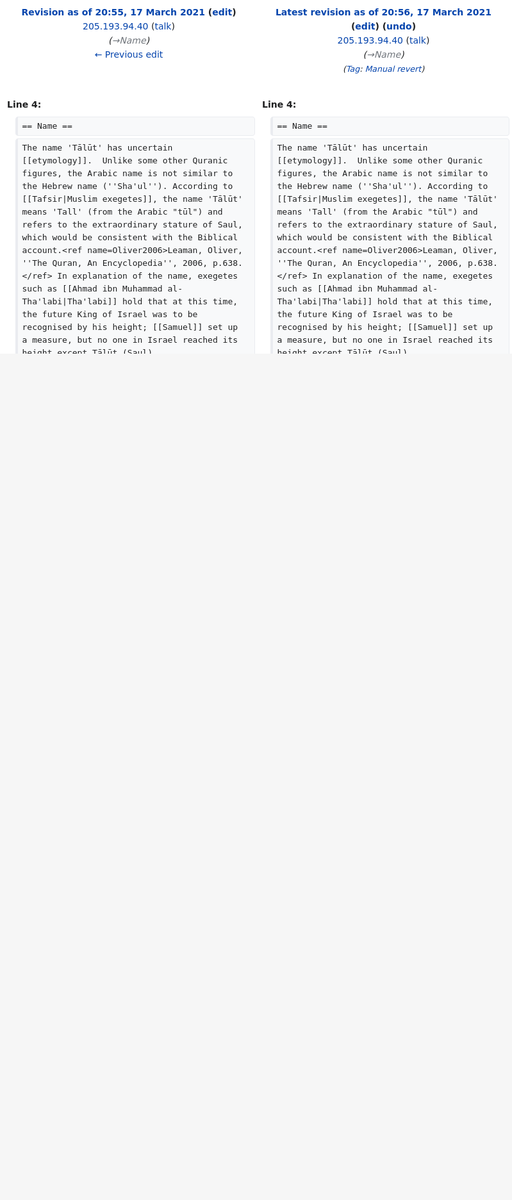 Revision as of 20:55, 17 March 2021 (edit)
205.193.94.40 (talk)
(→Name)
← Previous edit
Latest revision as of 20:56, 17 March 2021
(edit) (undo)
205.193.94.40 (talk)
(→Name)
(Tag: Manual revert)
Line 4:
Line 4:
== Name ==
== Name ==
The name 'Tālūt' has uncertain
[[etymology]].  Unlike some other Quranic
figures, the Arabic name is not similar to
the Hebrew name (''Sha'ul''). According to
[[Tafsir|Muslim exegetes]], the name 'Tālūt'
means 'Tall' (from the Arabic "tūl") and
refers to the extraordinary stature of Saul,
which would be consistent with the Biblical
account.<ref name=Oliver2006>Leaman, Oliver,
''The Quran, An Encyclopedia'', 2006, p.638.
</ref> In explanation of the name, exegetes
such as [[Ahmad ibn Muhammad al-
Tha'labi|Tha'labi]] hold that at this time,
the future King of Israel was to be
recognised by his height; [[Samuel]] set up
a measure, but no one in Israel reached its
height except Tālūt (Saul)
The name 'Tālūt' has uncertain
[[etymology]].  Unlike some other Quranic
figures, the Arabic name is not similar to
the Hebrew name (''Sha'ul''). According to
[[Tafsir|Muslim exegetes]], the name 'Tālūt'
means 'Tall' (from the Arabic "tūl") and
refers to the extraordinary stature of Saul,
which would be consistent with the Biblical
account.<ref name=Oliver2006>Leaman, Oliver,
''The Quran, An Encyclopedia'', 2006, p.638.
</ref> In explanation of the name, exegetes
such as [[Ahmad ibn Muhammad al-
Tha'labi|Tha'labi]] hold that at this time,
the future King of Israel was to be
recognised by his height; [[Samuel]] set up
a measure, but no one in Israel reached its
height except Tālūt (Saul)